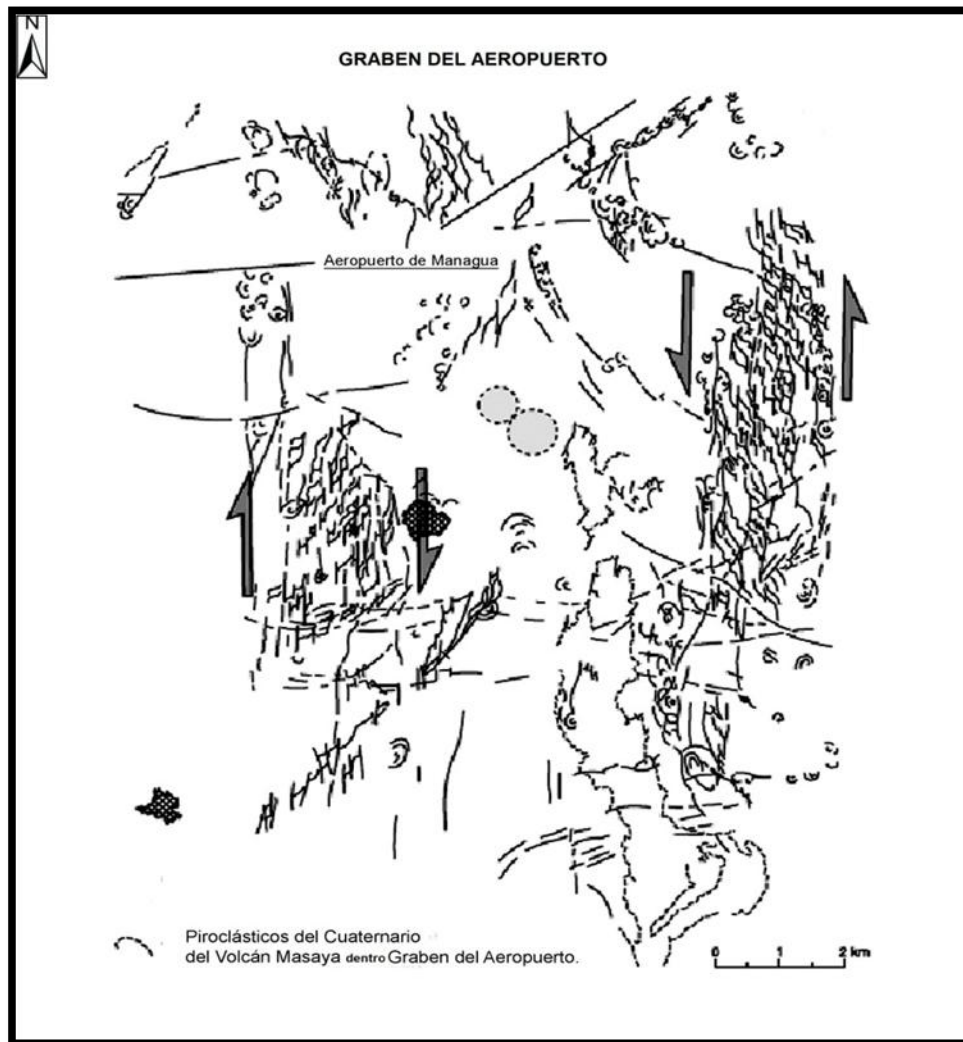 N
GRABEN DEL AEROPUERTO
Aeropuerto de Managua
Piroclásticos del Cuaternario
del Volcán Masaya dentro Graben del Aeropuerto.
0 1 2 km